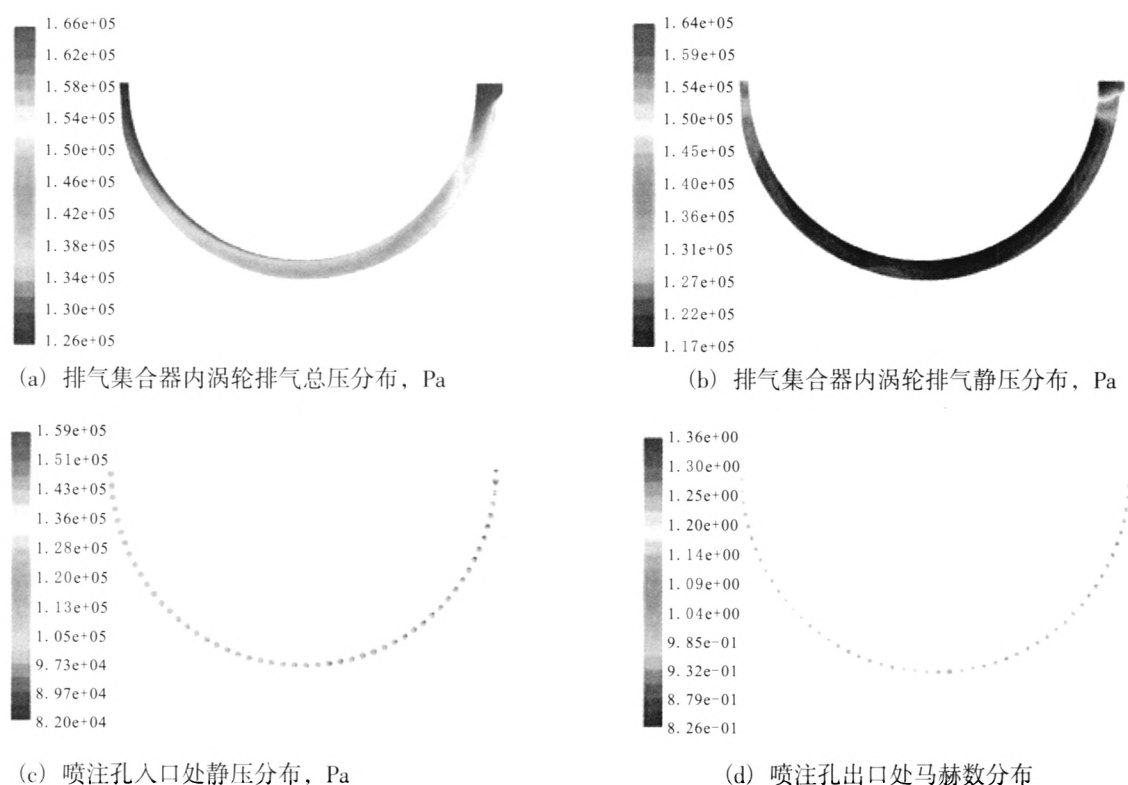 1.66e+05
1.62e+05
1.58e+05
1.54e+05
1.50e+05
1.46e+05
1.42e+05
1.38e+05
1.34e+05
1.30e+05
1.26e+05
(a) 排气集合器内涡轮排气总压分布, Pa
1.64e+05
1.59e+05
1.54e+05
1.50e+05
1.45e+05
1.40e+05
1.36e+05
1.31e+05
1.27e+05
1.22e+05
1.17e+05
(b) 排气集合器内涡轮排气静压分布, Pa
1.59e+05
1.51e+05
1.43e+05
1.36e+05
1.28e+05
1.20e+05
1.13e+05
1.05e+05
9.73e+04
8.97e+04
8.20e+04
(c) 喷注孔入口处静压分布, Pa
1.36e+00
1.30e+00
1.25e+00
1.20e+00
1.14e+00
1.09e+00
1.04e+00
9.85e-01
9.32e-01
8.79e-01
8.26e-01
(d) 喷注孔出口处马赫数分布